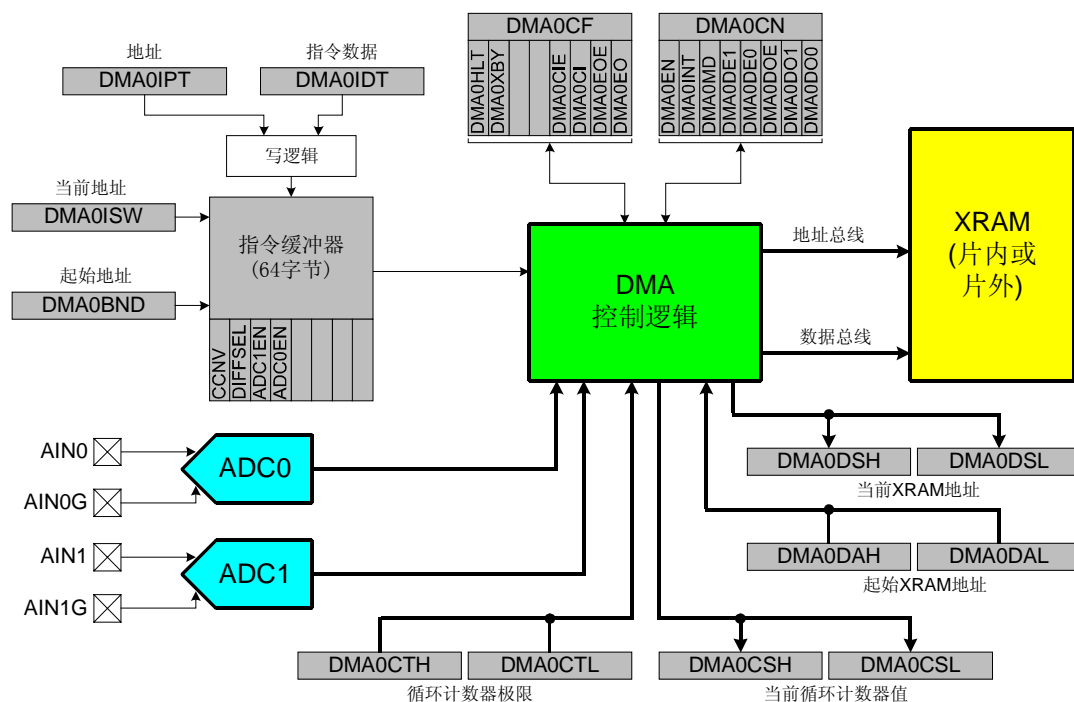 地址
指令数据
DMA0IPT
DMA0IDT
写逻辑
当前地址
DMA0ISW
起始地址
DMA0BND
指令缓冲器
(64字节)
CCNV
DIFFSEL
ADC1EN
ADC0EN
DMA0CF
DMA0HLT
DMA0XBY
DMA0CIE
DMA0CI
DMA0EOE
DMA0EO
DMA0CN
DMA0EN
DMA0INT
DMA0MD
DMA0DE1
DMA0DE0
DMA0DOE
DMA0DO1
DMA0DO0
DMA
控制逻辑
地址总线
数据总线
XRAM
(片内或
片外)
AIN0
AIN0G
ADC0
AIN1
AIN1G
ADC1
DMA0DSH
DMA0DSL
当前XRAM地址
DMA0DAH
DMA0DAL
起始XRAM地址
DMA0CTH
DMA0CTL
循环计数器极限
DMA0CSH
DMA0CSL
当前循环计数器值